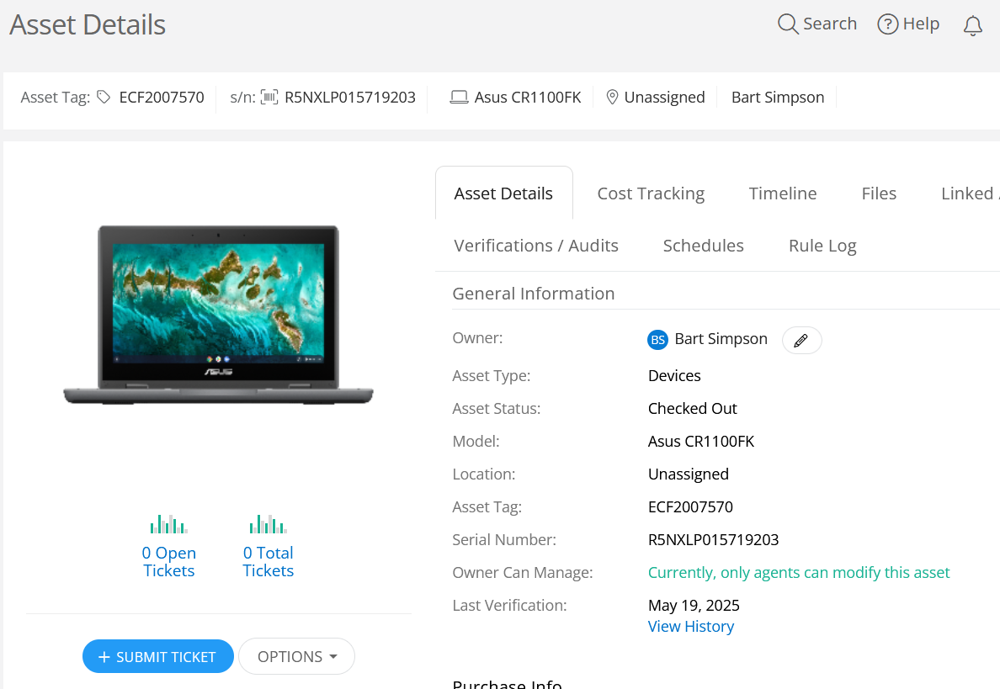 Asset Details
Search
Help
Asset Tag: ECF2007570
s/n: R5NXLP015719203
Asus CR1100FK
Unassigned
Bart Simpson
ASUS
0 Open Tickets
0 Total Tickets
+ SUBMIT TICKET
OPTIONS
Asset Details
Cost Tracking
Timeline
Files
Linked
Verifications / Audits
Schedules
Rule Log
General Information
Owner: BS Bart Simpson
Asset Type: Devices
Asset Status: Checked Out
Model: Asus CR1100FK
Location: Unassigned
Asset Tag: ECF2007570
Serial Number: R5NXLP015719203
Owner Can Manage: Currently, only agents can modify this asset
Last Verification: May 19, 2025
View History
Purchase Info